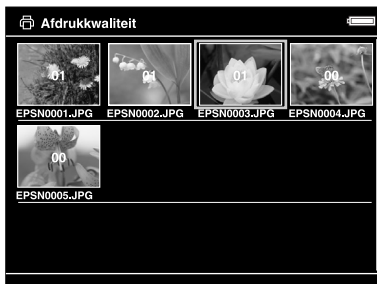 Afdrukkwaliteit
01 01 01 00
EPSN0001.JPG EPSN0002.JPG EPSN0003.JPG EPSN0004.JPG
00
EPSN0005.JPG